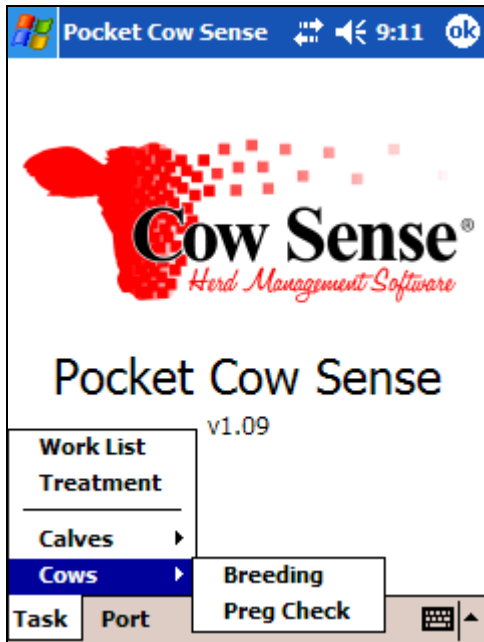 Pocket Cow Sense 9:11 ok
Cow Sense®
Herd Management Software
Pocket Cow Sense
v1.09
Work List
Treatment
Calves
Cows
Breeding
Preg Check
Task Port